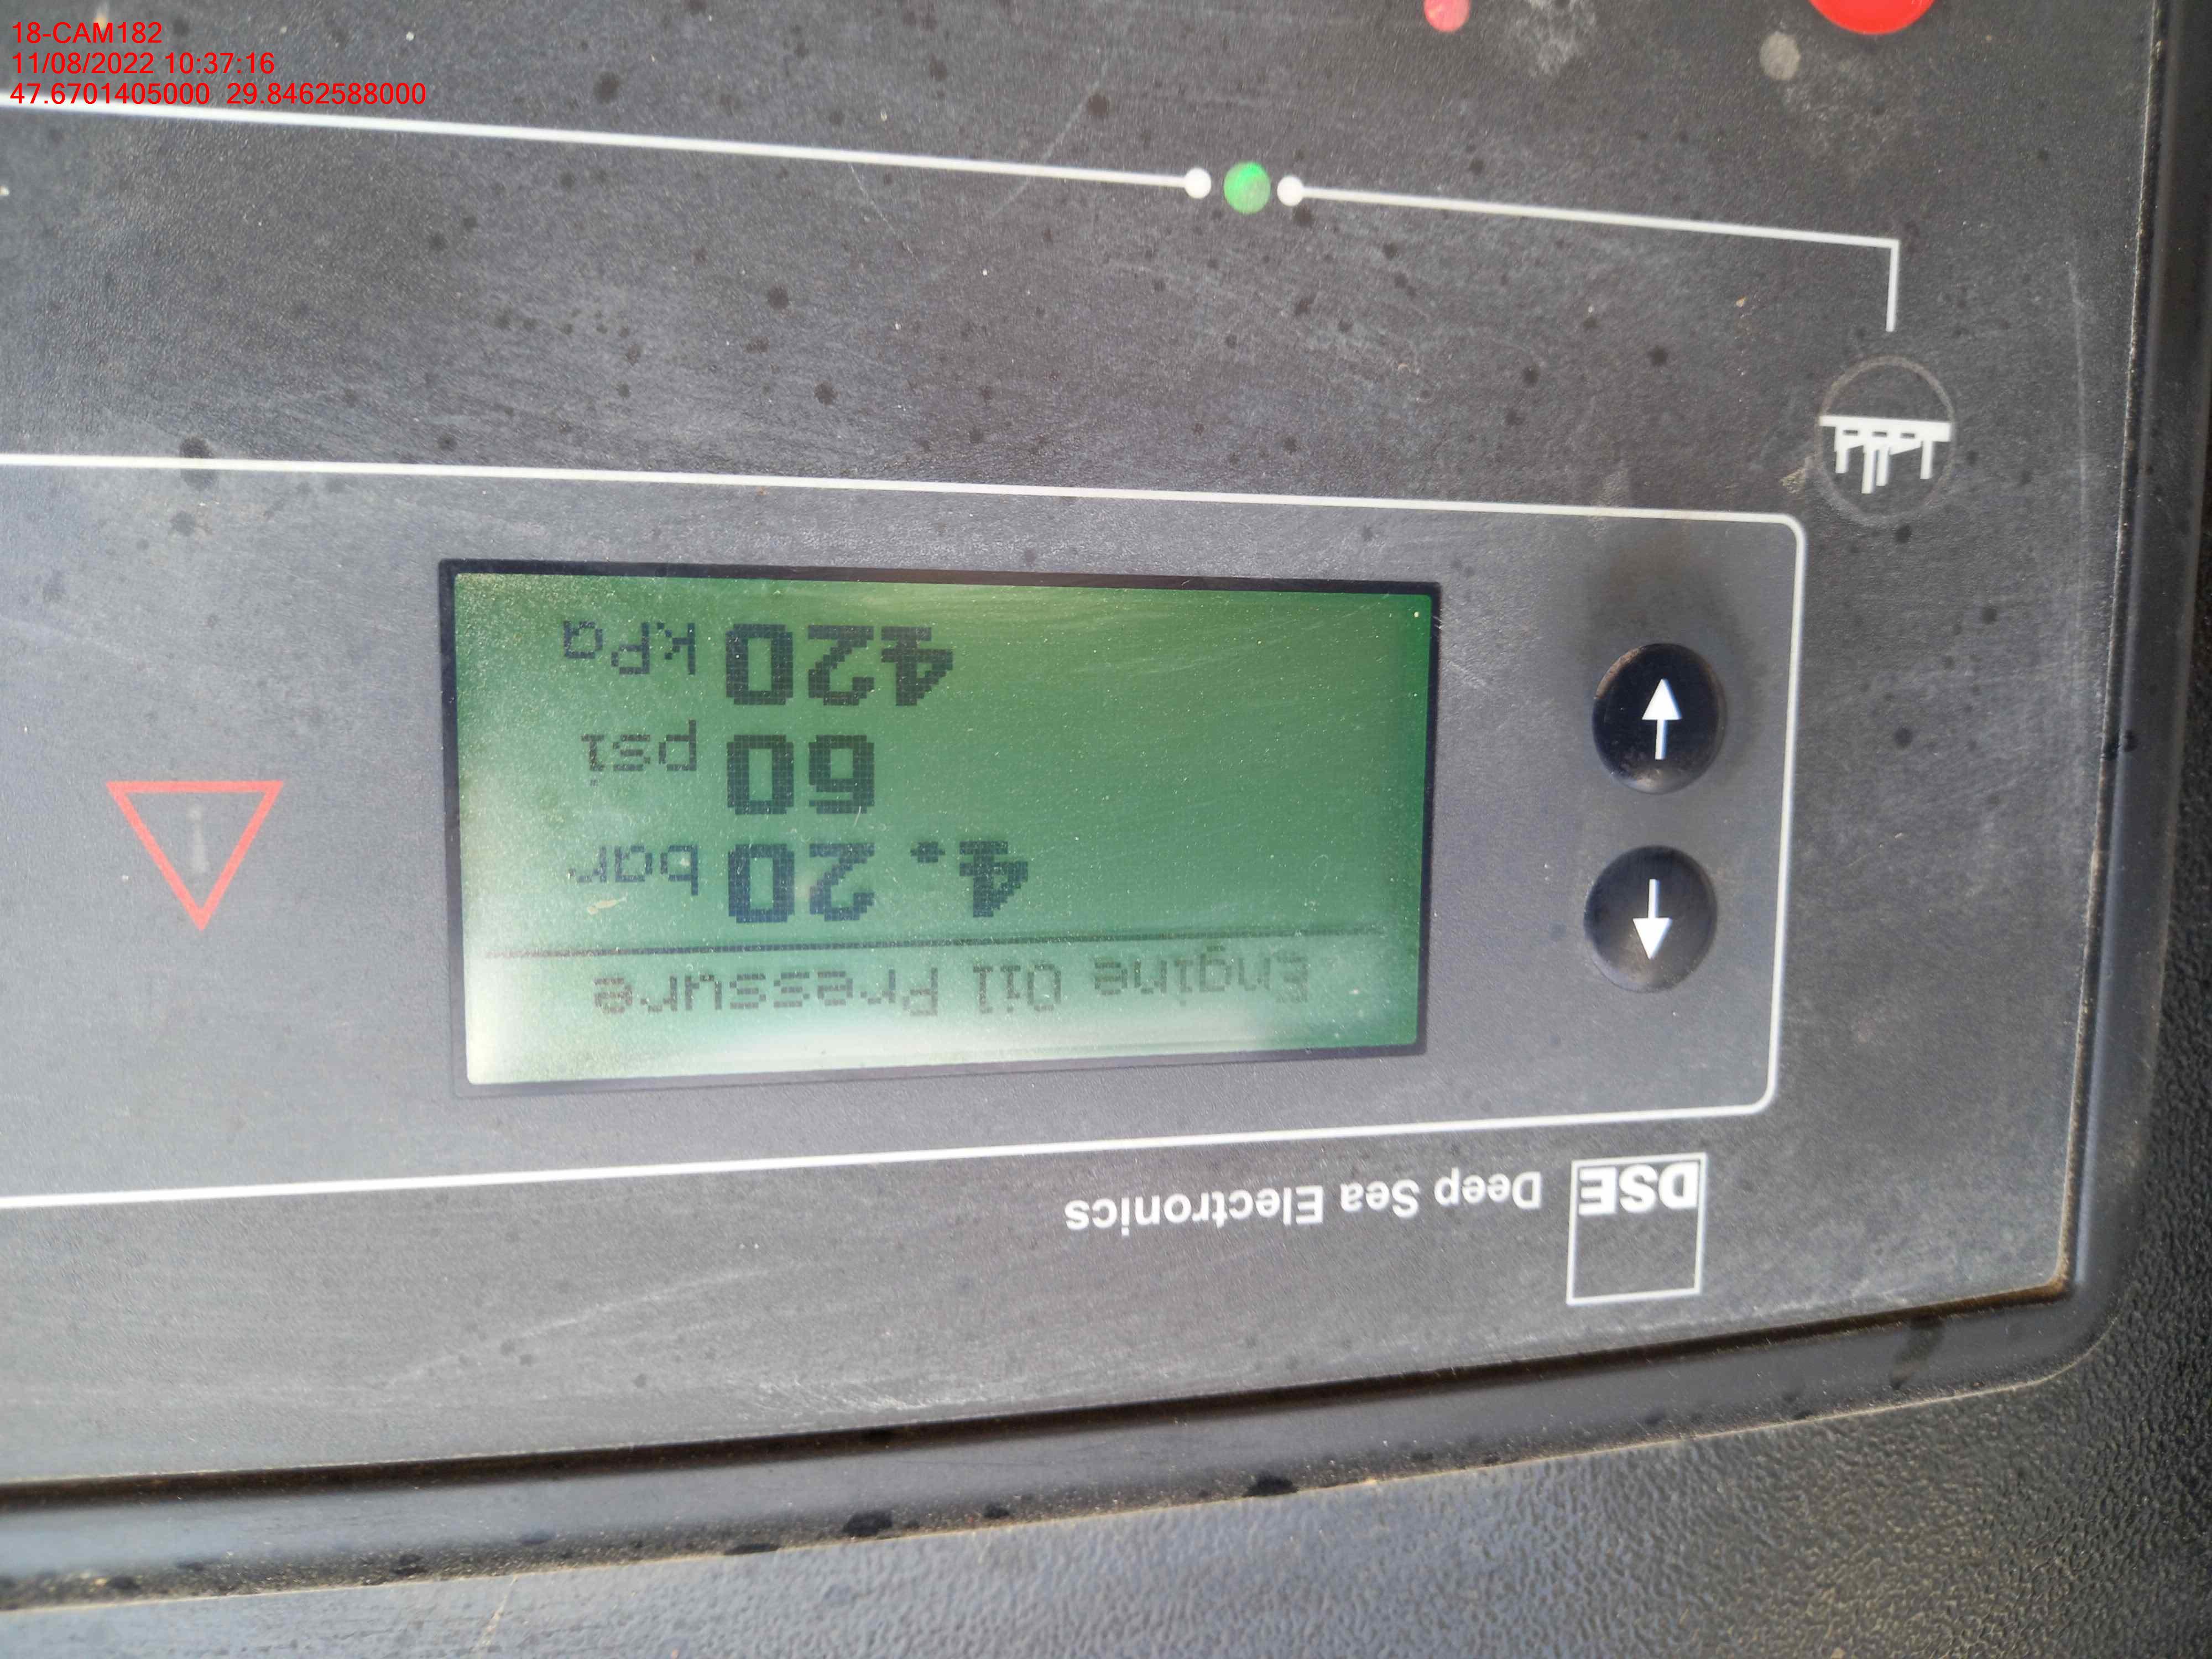 18-CAM182
11/08/2022 10:37:16
47.6701405000 29.8462588000
DSE Deep Sea Electronics
Engine Oil Pressure
4.20 bar
60 psi
420 kPa
i